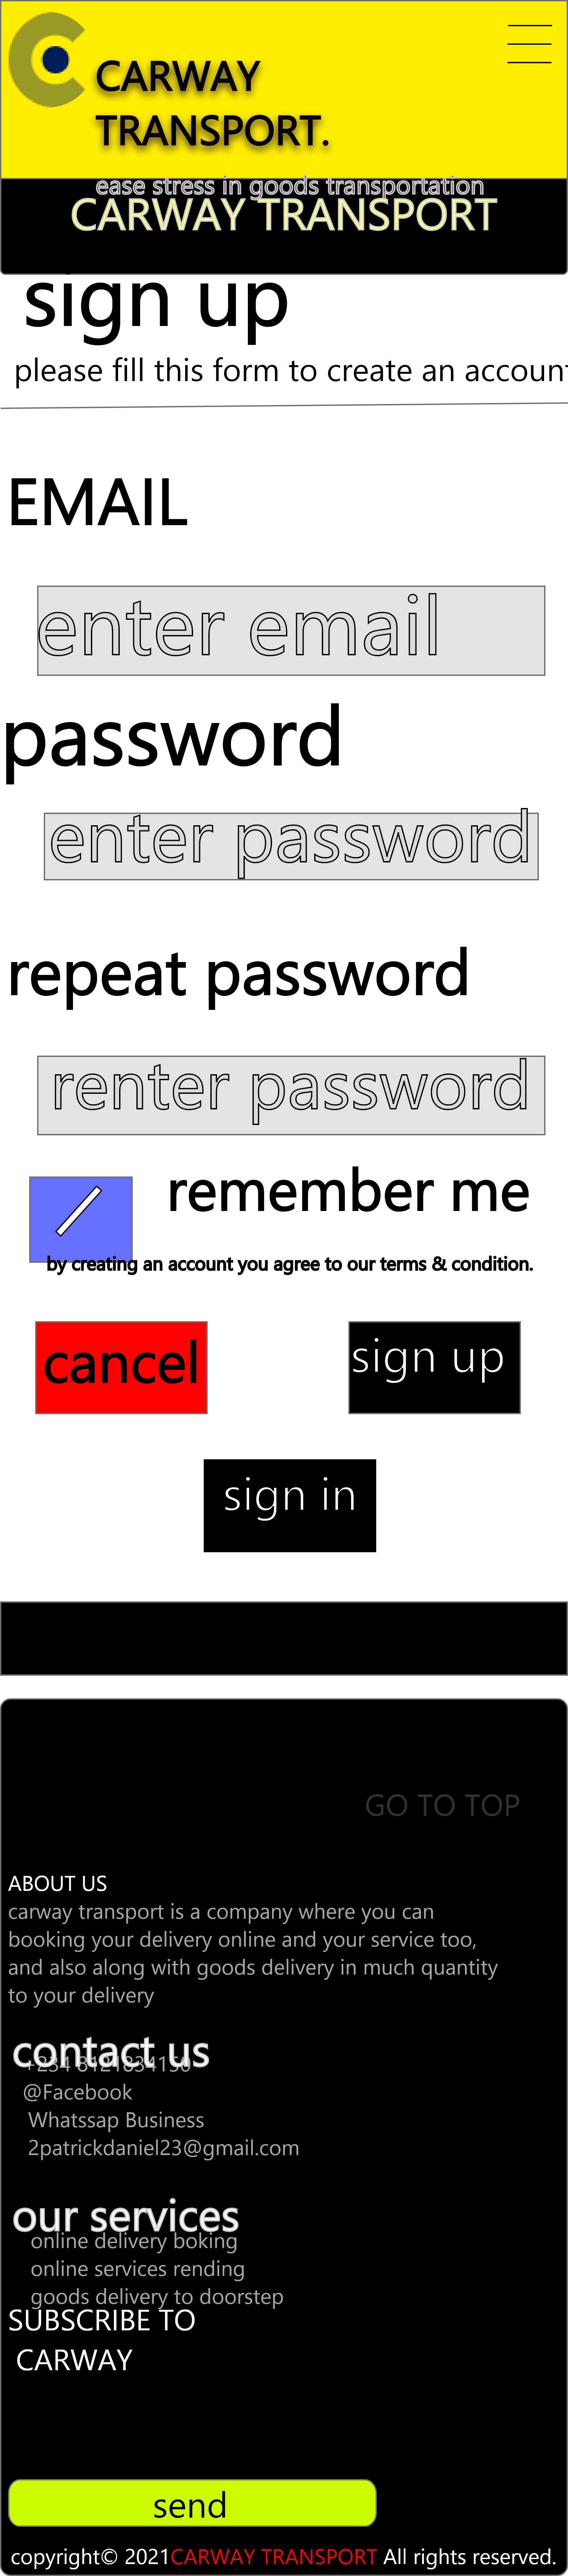 CARWAY
TRANSPORT.
ease stress in goods transportation
CARWAY TRANSPORT
sign up
please fill this form to create an account
EMAIL
enter email
password
enter password
repeat password
renter password
remember me
by creating an account you agree to our terms & condition.
cancel
sign up
sign in
GO TO TOP
ABOUT US
carway transport is a company where you can
booking your delivery online and your service too,
and also along with goods delivery in much quantity
to your delivery
contact us
+234 8121834150
@Facebook
Whatssap Business
2patrickdaniel23@gmail.com
our services
online delivery boking
online services rending
goods delivery to doorstep
SUBSCRIBE TO
CARWAY
send
copyright© 2021CARWAY TRANSPORT All rights reserved.